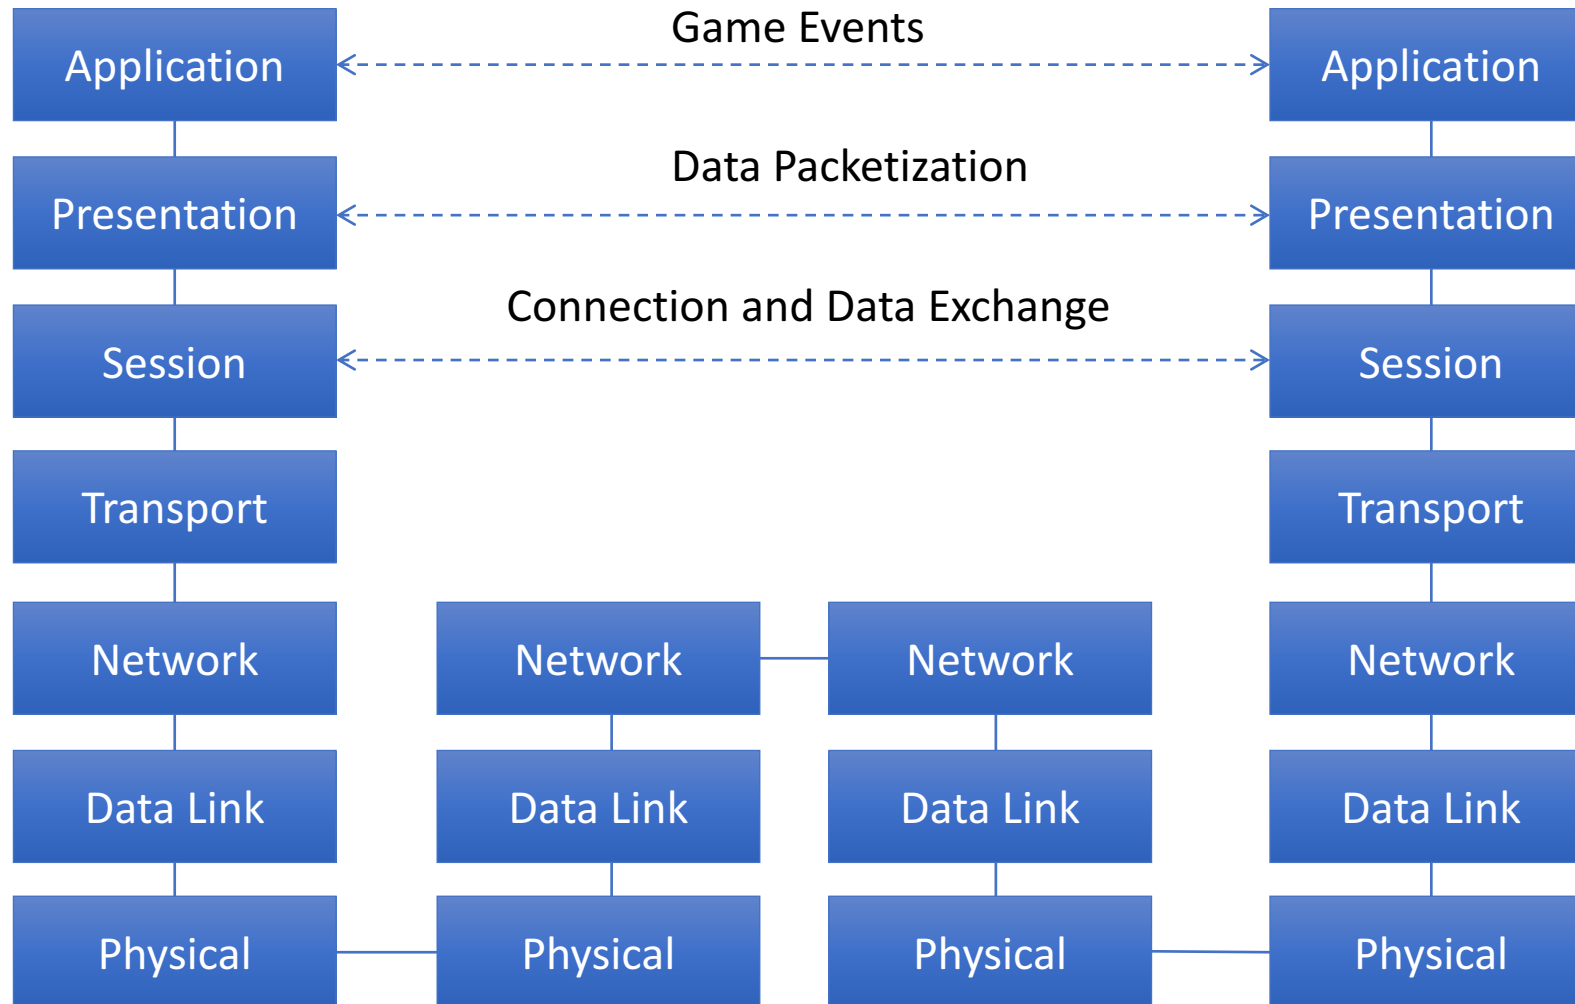 Game Events
Application
Application
Data Packetization
Presentation
Presentation
Connection and Data Exchange
Session
Session
Transport
Transport
Network
Network
Network
Network
Data Link
Data Link
Data Link
Data Link
Physical
Physical
Physical
Physical